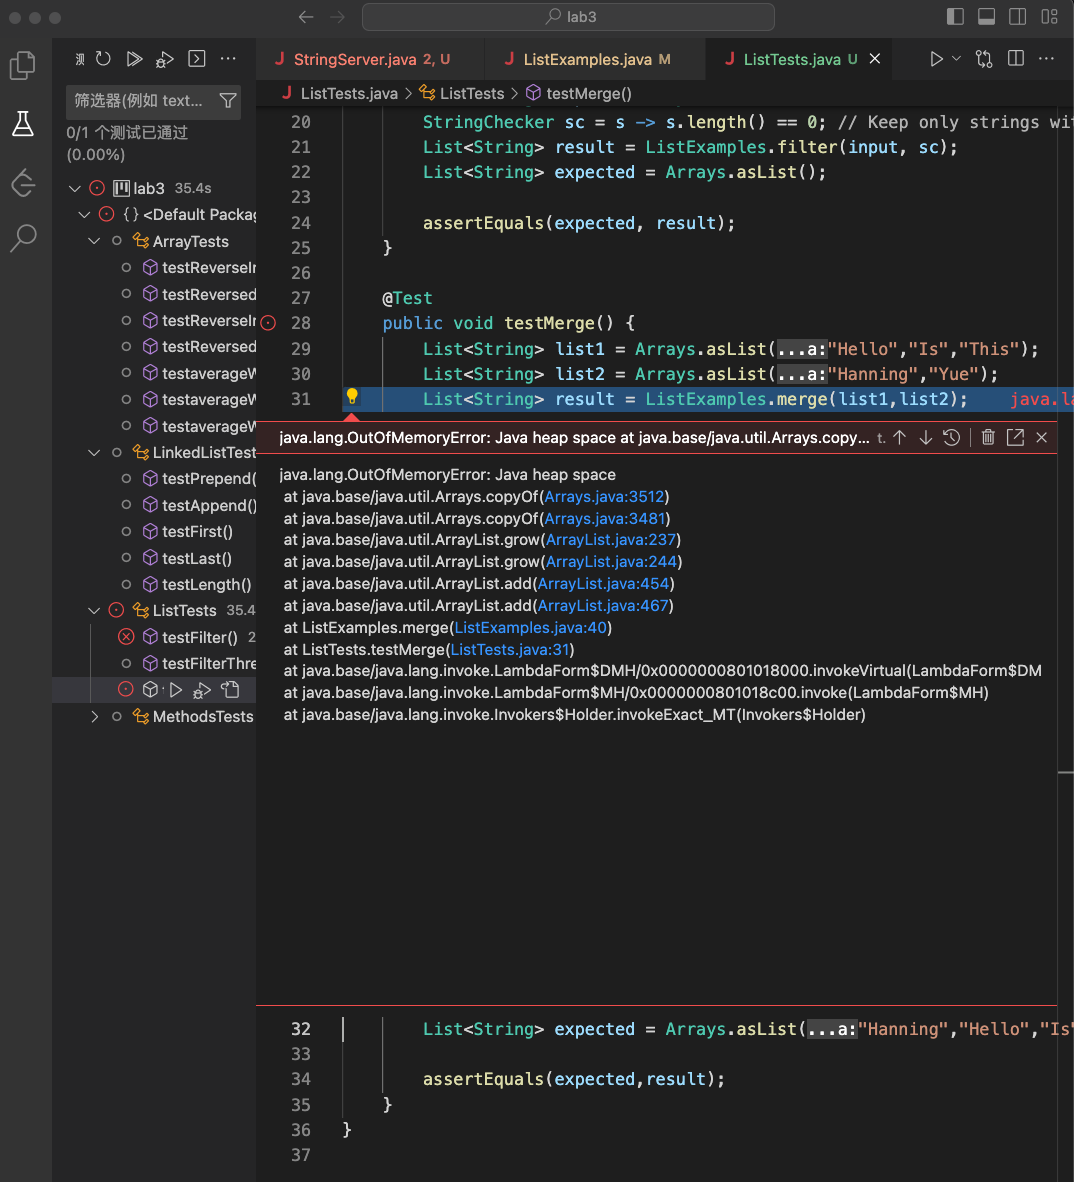 lab3
StringServer.java 2, U
ListExamples.java M
ListTests.java U
ListTests.java > ListTests > testMerge()
筛选器(例如 text...
0/1 个测试已通过
(0.00%)
lab3 35.4s
{} <Default Packag
ArrayTests
testReverseIn
testReversed
testReverseIn
testReversed
testaverageW
testaverageW
testaverageW
LinkedListTest
testPrepend(
testAppend()
testFirst()
testLast()
testLength()
ListTests 35.4
testFilter() 2
testFilterThre
MethodsTests
20 StringChecker sc = s -> s.length() == 0; // Keep only strings wi
21 List<String> result = ListExamples.filter(input, sc);
22 List<String> expected = Arrays.asList();
23
24 assertEquals(expected, result);
25 }
26
27 @Test
28 public void testMerge() {
29 List<String> list1 = Arrays.asList(...a:"Hello","Is","This");
30 List<String> list2 = Arrays.asList(...a:"Hanning","Yue");
31 List<String> result = ListExamples.merge(list1,list2); java.la
java.lang.OutOfMemoryError: Java heap space at java.base/java.util.Arrays.copy... t.
java.lang.OutOfMemoryError: Java heap space
at java.base/java.util.Arrays.copyOf(Arrays.java:3512)
at java.base/java.util.Arrays.copyOf(Arrays.java:3481)
at java.base/java.util.ArrayList.grow(ArrayList.java:237)
at java.base/java.util.ArrayList.grow(ArrayList.java:244)
at java.base/java.util.ArrayList.add(ArrayList.java:454)
at java.base/java.util.ArrayList.add(ArrayList.java:467)
at ListExamples.merge(ListExamples.java:40)
at ListTests.testMerge(ListTests.java:31)
at java.base/java.lang.invoke.LambdaForm$DMH/0x0000000801018000.invokeVirtual(LambdaForm$DM
at java.base/java.lang.invoke.LambdaForm$MH/0x0000000801018c00.invoke(LambdaForm$MH)
at java.base/java.lang.invoke.Invokers$Holder.invokeExact_MT(Invokers$Holder)
32 List<String> expected = Arrays.asList(...a:"Hanning","Hello","Is"
33
34 assertEquals(expected,result);
35 }
36 }
37